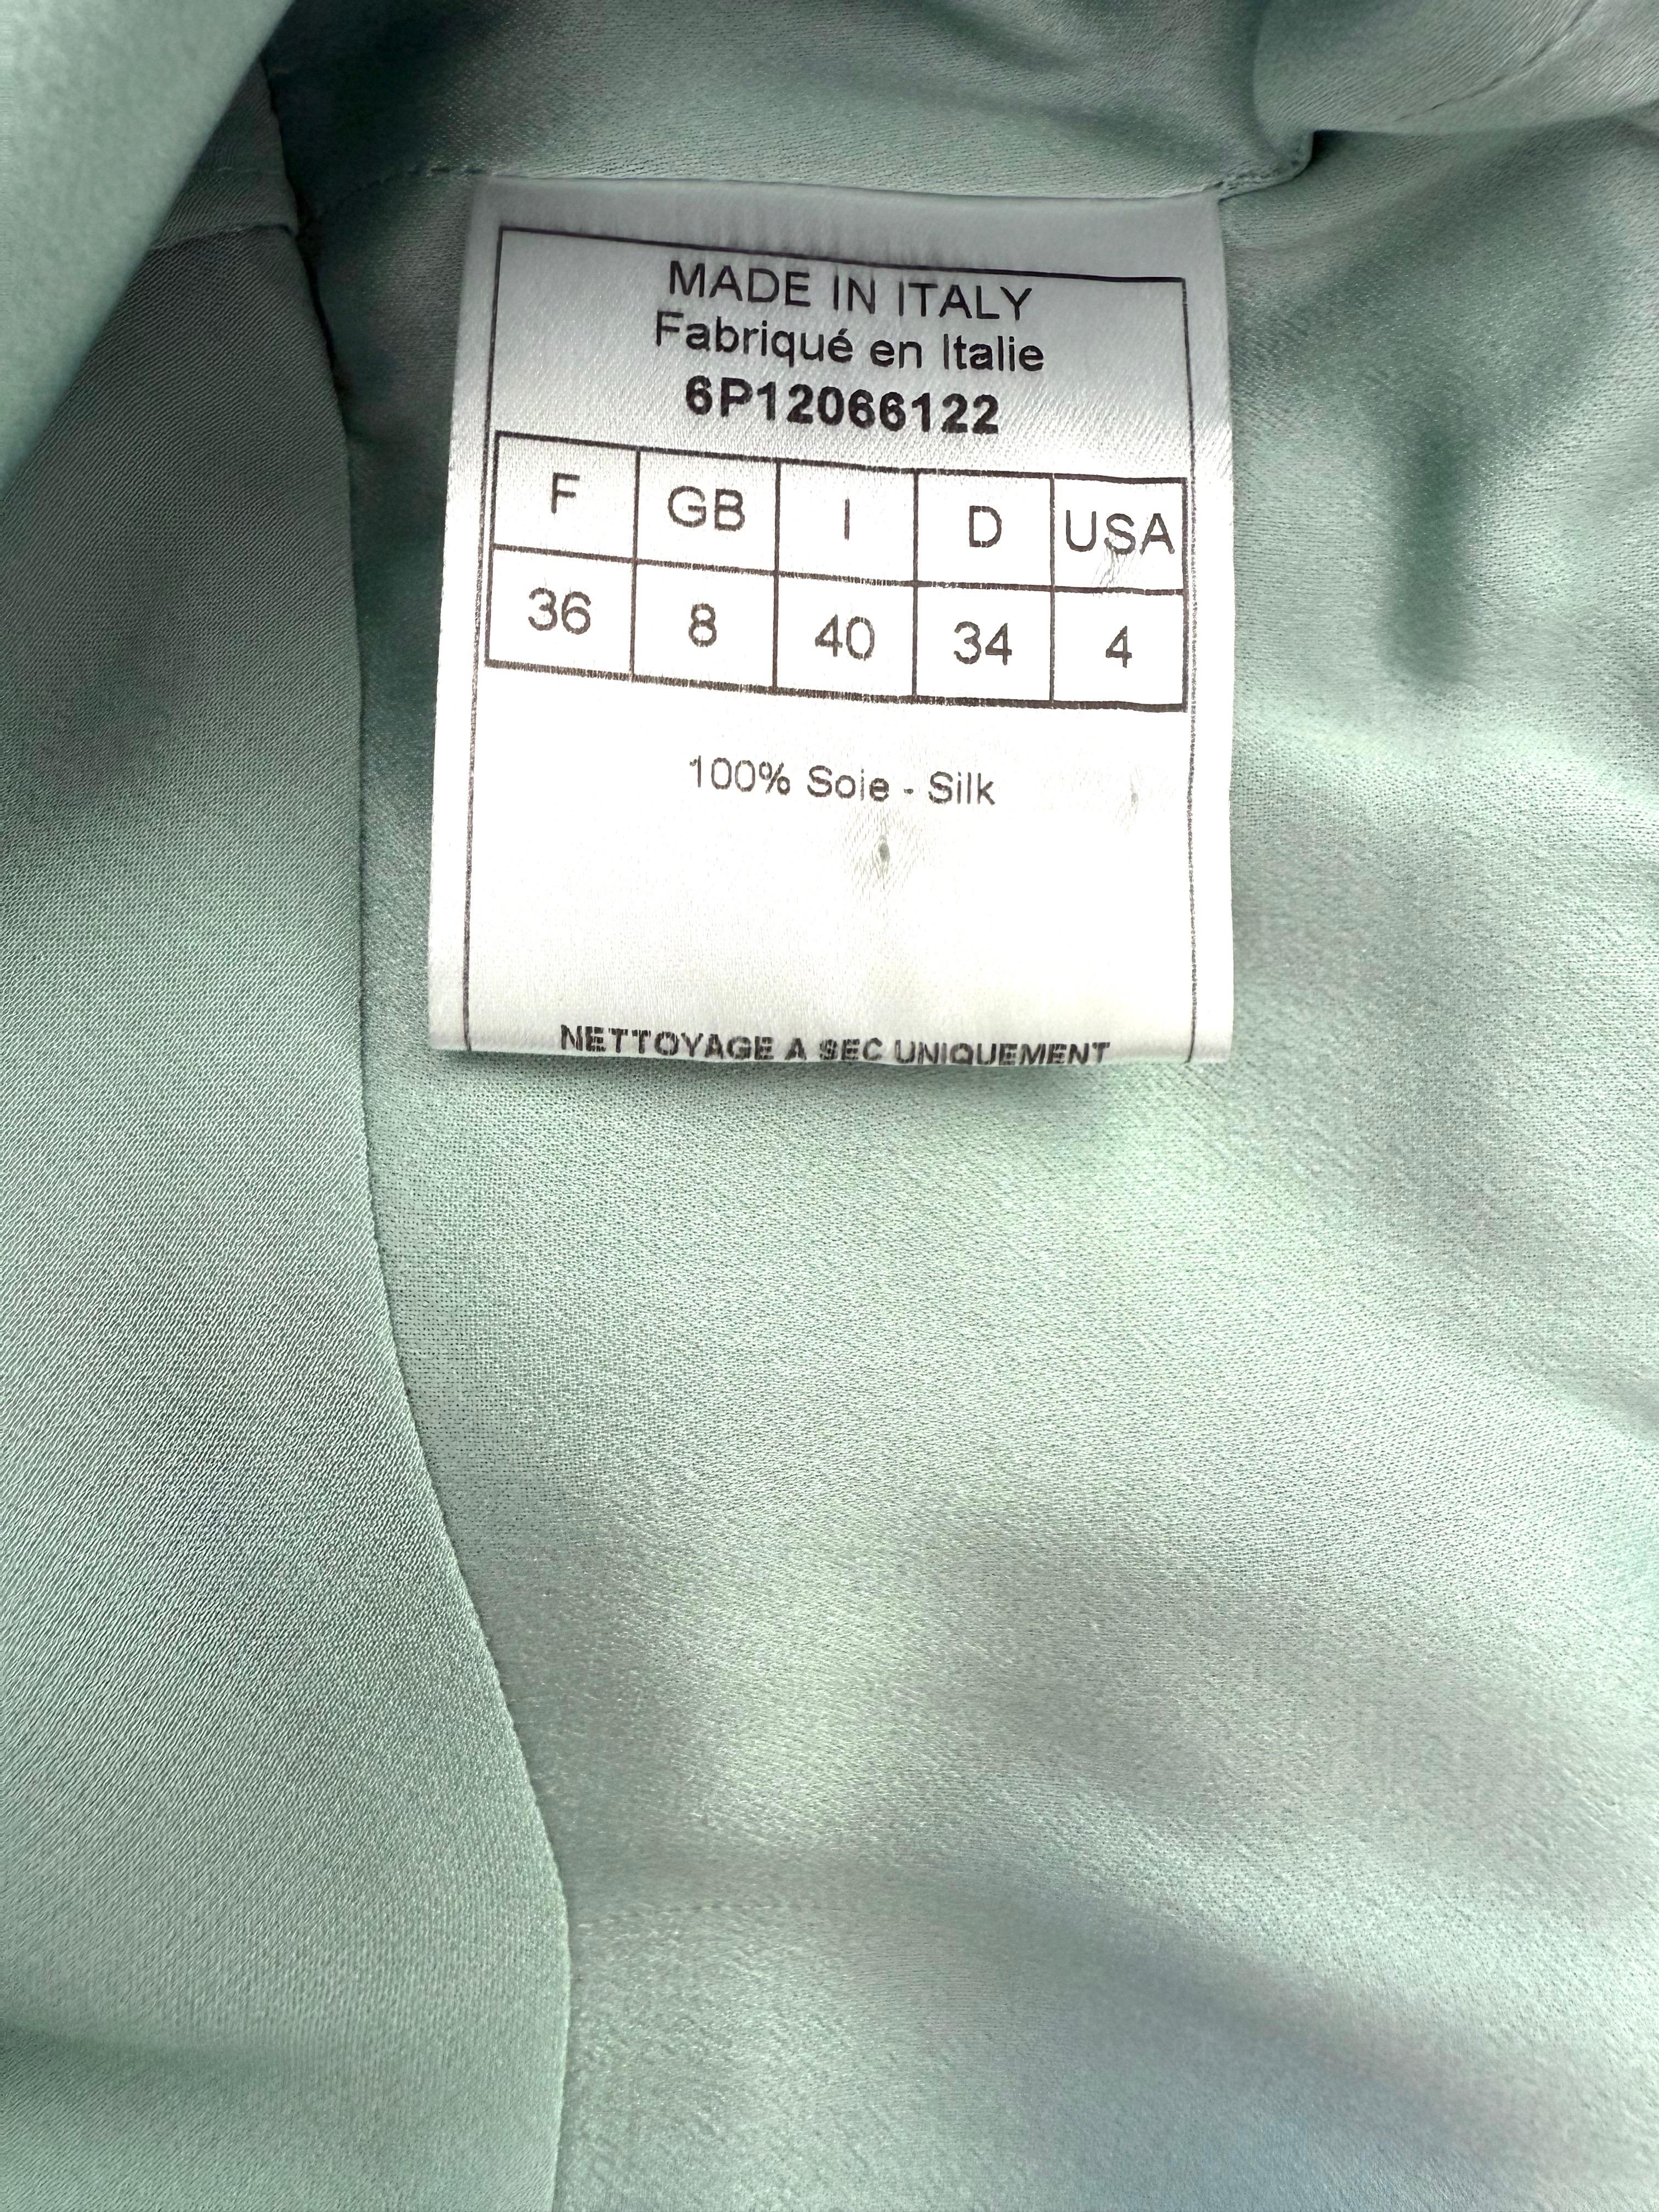 MADE IN ITALY
Fabriqué en Italie
6P12066122
F GB I D USA
36 8 40 34 4
100% Soie - Silk
NETTOYAGE A SEC UNIQUEMENT